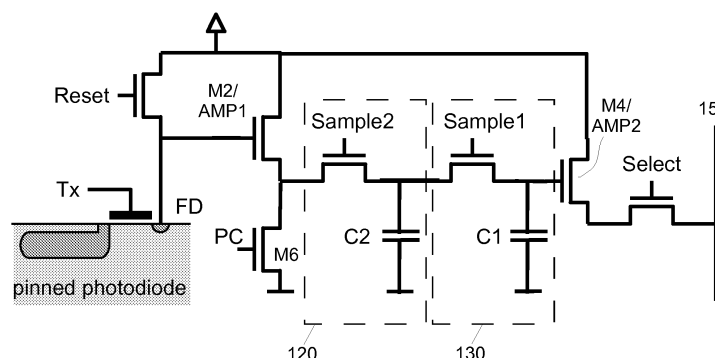 M2/
AMP1
Reset
Sample2
Sample1
M4/
AMP2
15
Select
Tx
FD
PC
M6
C2
C1
pinned photodiode
120
130